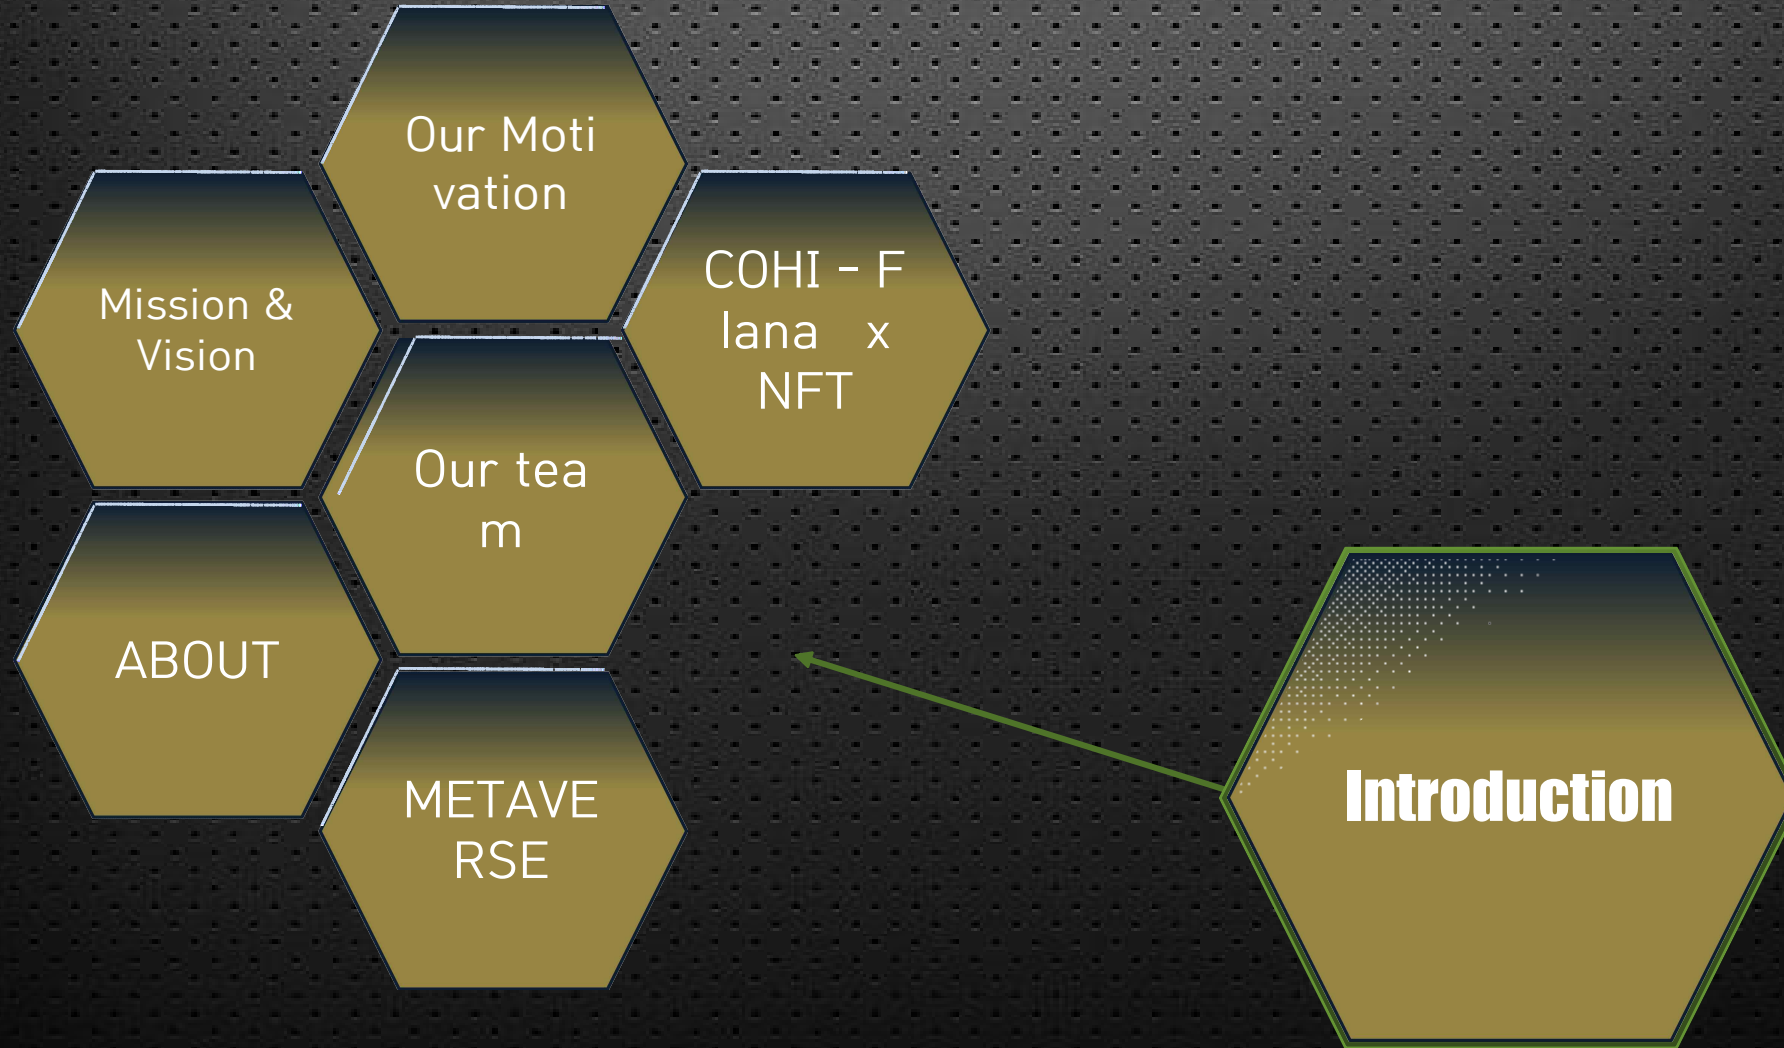 Our Moti
vation
Mission &
Vision
COHI - F
lana x
NFT
Our tea
m
ABOUT
METAVE
RSE
Introduction